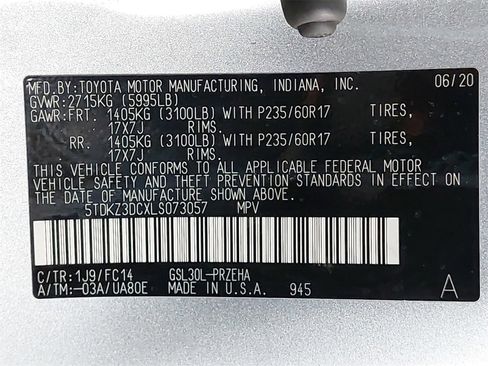 MFD.BY:TOYOTA MOTOR MANUFACTURING, INDIANA, INC. 06/20
GVWR:2715KG (5995LB)
GAWR:FRT. 1405KG (3100LB) WITH P235/60R17 TIRES,
17X7J RIMS.
RR. 1405KG (3100LB) WITH P235/60R17 TIRES,
17X7J RIMS.
THIS VEHICLE CONFORMS TO ALL APPLICABLE FEDERAL MOTOR
VEHICLE SAFETY AND THEFT PREVENTION STANDARDS IN EFFECT
ON THE DATE OF MANUFACTURE SHOWN ABOVE.
5TDKZ3DCXLS073057 MPV
C/TR:1J9/FC14 GSL30L-PRZEHA
A/TM:-03A/UA80E MADE IN U.S.A. 945 A